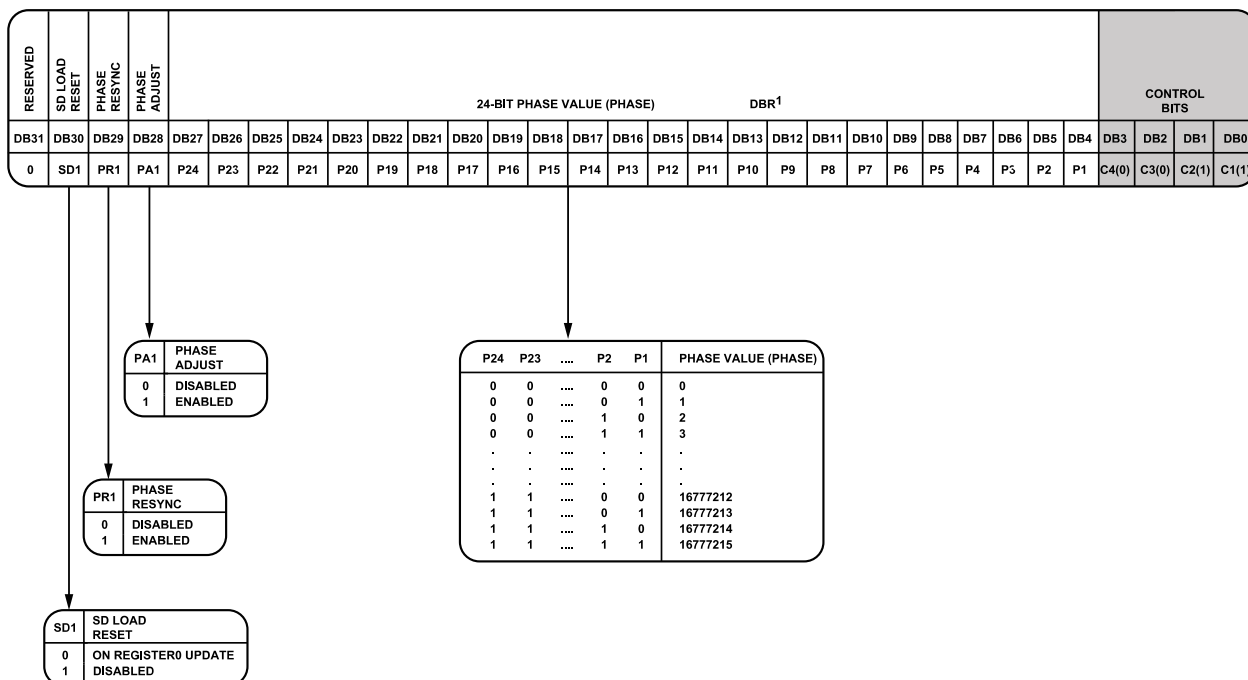 RESERVED
SD LOAD RESET
PHASE RESYNC
PHASE ADJUST
24-BIT PHASE VALUE (PHASE) DBR1
CONTROL BITS
DB31 DB30 DB29 DB28 DB27 DB26 DB25 DB24 DB23 DB22 DB21 DB20 DB19 DB18 DB17 DB16 DB15 DB14 DB13 DB12 DB11 DB10 DB9 DB8 DB7 DB6 DB5 DB4 DB3 DB2 DB1 DB0
0 SD1 PR1 PA1 P24 P23 P22 P21 P20 P19 P18 P17 P16 P15 P14 P13 P12 P11 P10 P9 P8 P7 P6 P5 P4 P3 P2 P1 C4(0) C3(0) C2(1) C1(1)
PA1 PHASE ADJUST
0 DISABLED
1 ENABLED
P24 P23 .... P2 P1 PHASE VALUE (PHASE)
0 0 .... 0 0 0
0 0 .... 0 1 1
0 0 .... 1 0 2
0 0 .... 1 1 3
. . .... . . .
. . .... . . .
. . .... . . .
1 1 .... 0 0 16777212
1 1 .... 0 1 16777213
1 1 .... 1 0 16777214
1 1 .... 1 1 16777215
PR1 PHASE RESYNC
0 DISABLED
1 ENABLED
SD1 SD LOAD RESET
0 ON REGISTER0 UPDATE
1 DISABLED